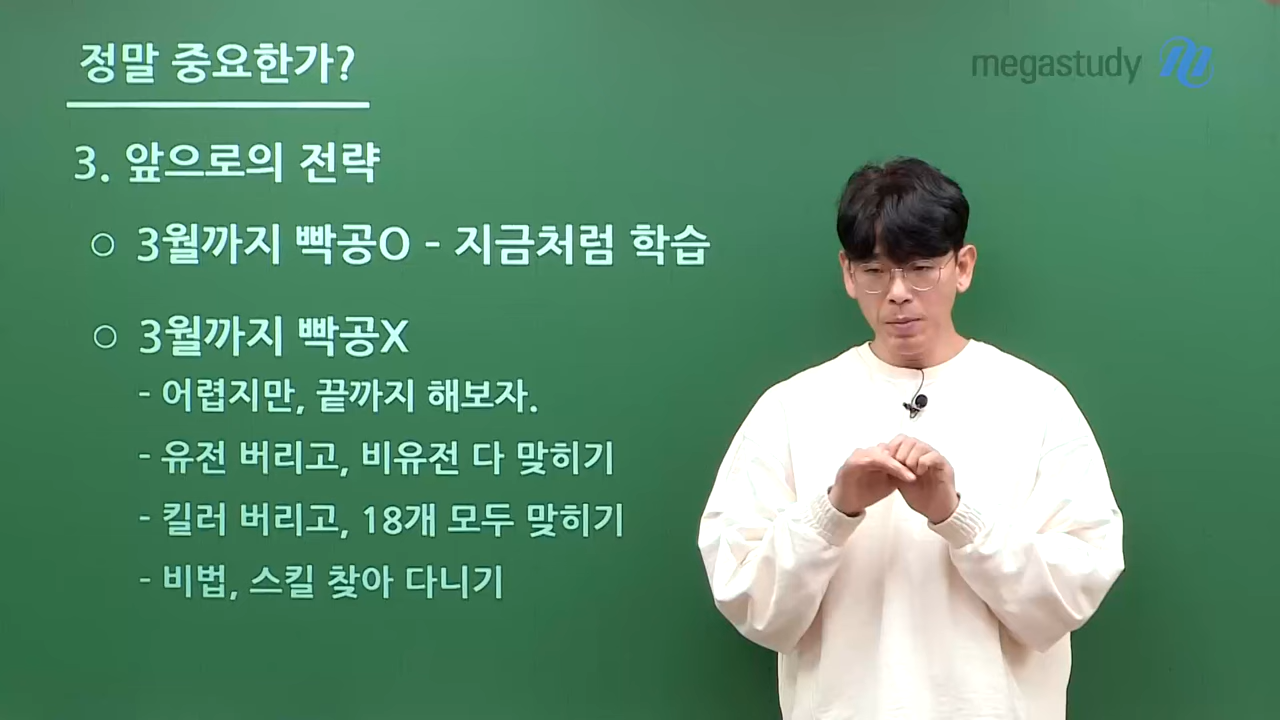 정말 중요한가?
megastudy
3. 앞으로의 전략
○ 3월까지 빡공O - 지금처럼 학습
○ 3월까지 빡공X
- 어렵지만, 끝까지 해보자.
- 유전 버리고, 비유전 다 맞히기
- 킬러 버리고, 18개 모두 맞히기
- 비법, 스킬 찾아 다니기